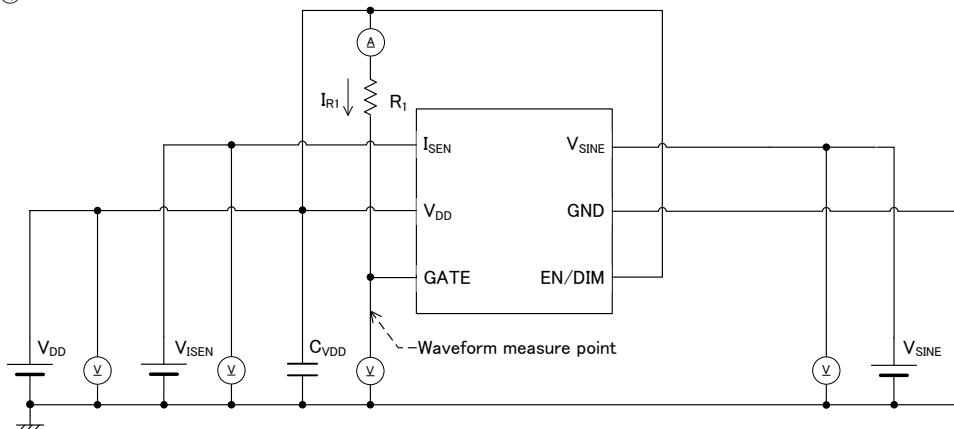 A
I_R1
R_1
I_SEN
V_SINE
V_DD
GND
GATE
EN/DIM
V_DD
V_ISEN
C_VDD
Waveform measure point
V_SINE
V
V
V
V